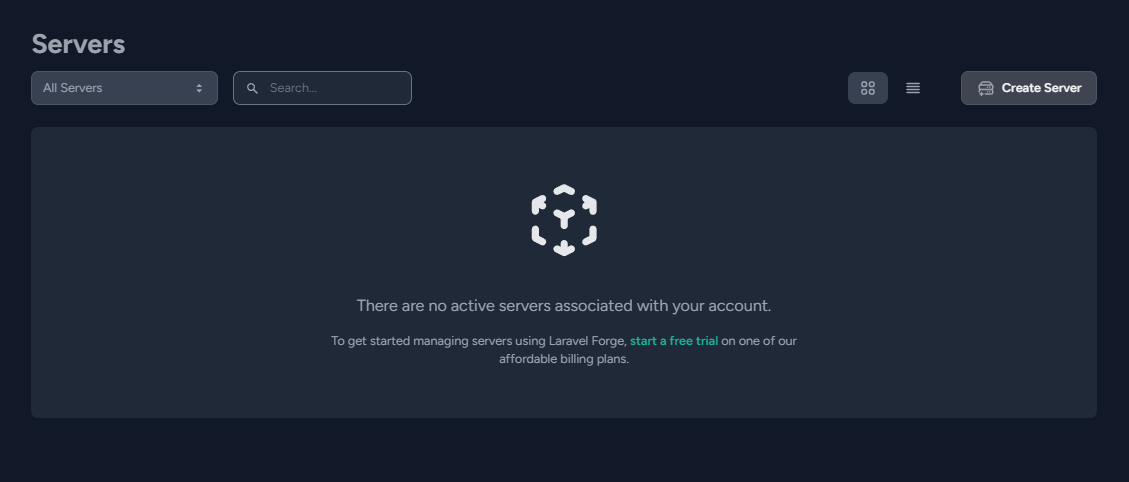 Servers
All Servers
Search...
Create Server
There are no active servers associated with your account.
To get started managing servers using Laravel Forge, start a free trial on one of our
affordable billing plans.